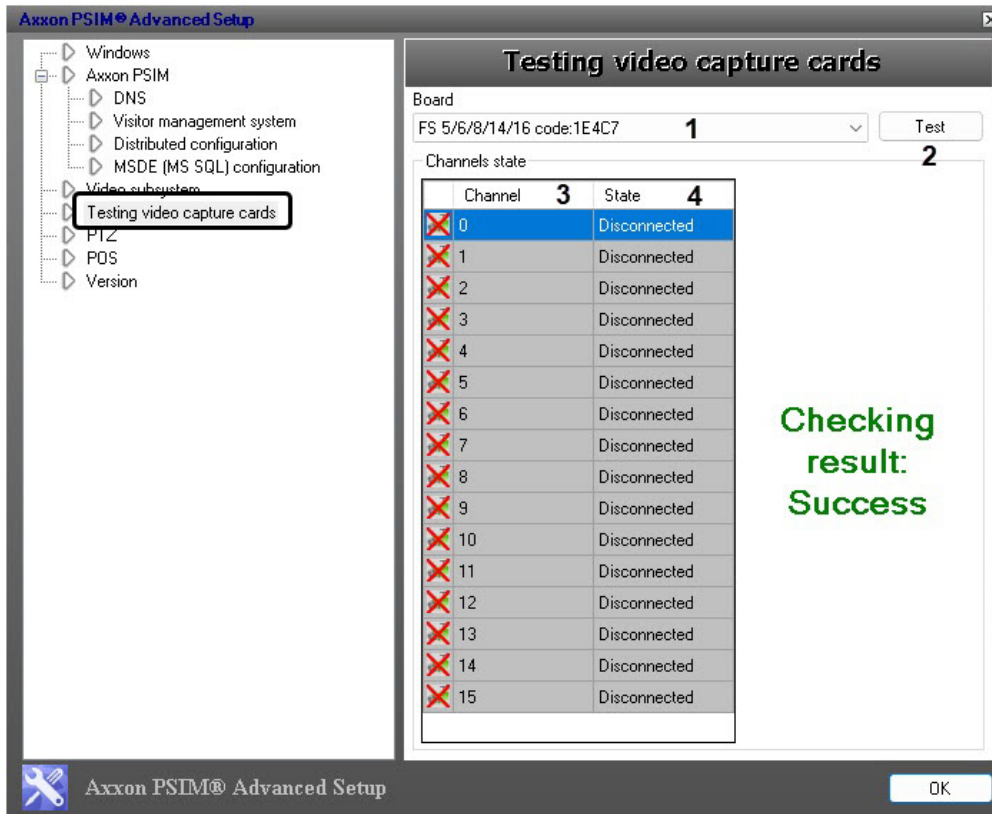 Axxon PSIM® Advanced Setup
Windows
Axxon PSIM
DNS
Visitor management system
Distributed configuration
MSDE (MS SQL) configuration
Video subsystem
Testing video capture cards
PTZ
POS
Version
Testing video capture cards
Board
FS 5/6/8/14/16 code:1E4C7 1 Test
2
Channels state
Channel 3 State 4
0 Disconnected
1 Disconnected
2 Disconnected
3 Disconnected
4 Disconnected
5 Disconnected
6 Disconnected
7 Disconnected
8 Disconnected
9 Disconnected
10 Disconnected
11 Disconnected
12 Disconnected
13 Disconnected
14 Disconnected
15 Disconnected
Checking
result:
Success
Axxon PSIM® Advanced Setup
OK